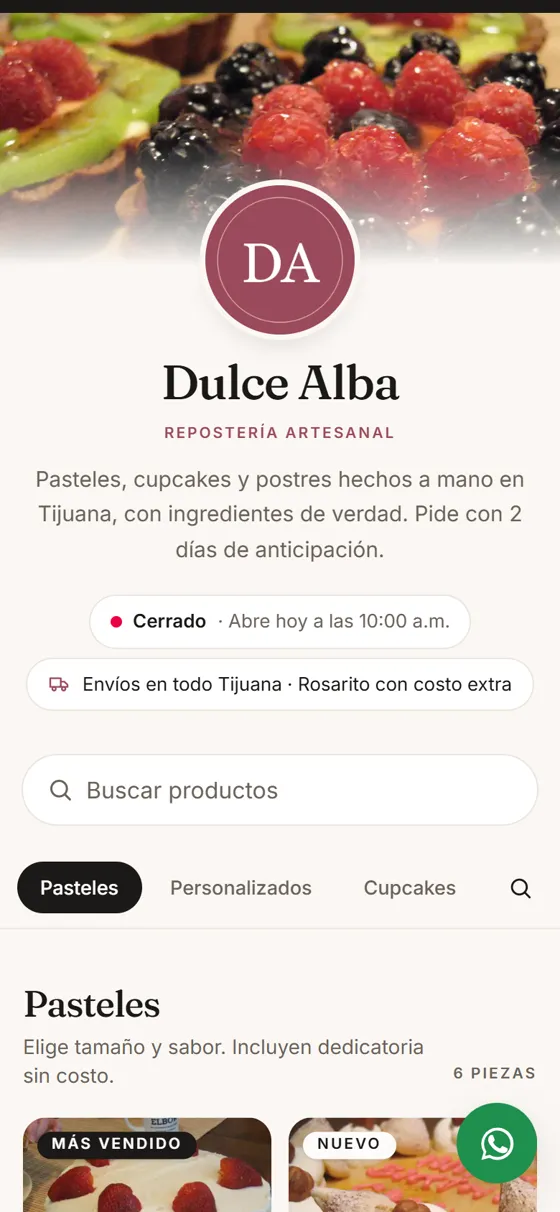 DA
Dulce Alba
REPOSTERÍA ARTESANAL
Pasteles, cupcakes y postres hechos a mano en
Tijuana, con ingredientes de verdad. Pide con 2
días de anticipación.
Cerrado · Abre hoy a las 10:00 a.m.
Envíos en todo Tijuana · Rosarito con costo extra
Buscar productos
Pasteles Personalizados Cupcakes
Pasteles
Elige tamaño y sabor. Incluyen dedicatoria
sin costo.
6 PIEZAS
MÁS VENDIDO
NUEVO